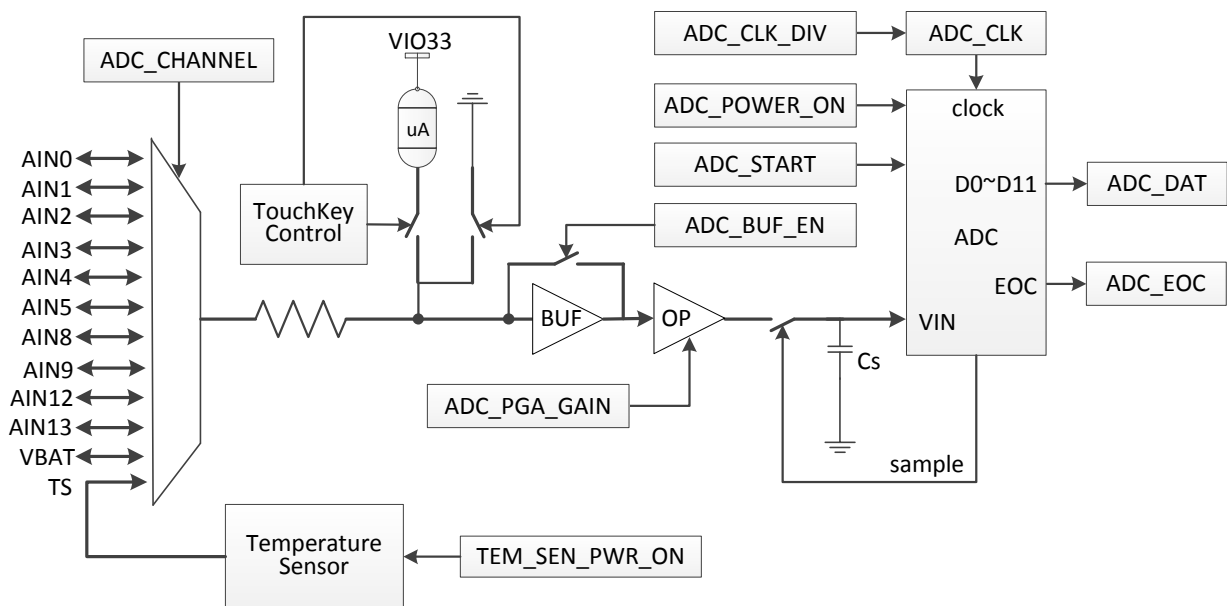 ADC_CHANNEL
VIO33
uA
ADC_CLK_DIV
ADC_CLK
ADC_POWER_ON
clock
ADC_START
D0~D11
ADC_DAT
ADC
EOC
ADC_EOC
VIN
AIN0
AIN1
AIN2
AIN3
AIN4
AIN5
AIN8
AIN9
AIN12
AIN13
VBAT
TS
TouchKey
Control
ADC_BUF_EN
BUF
OP
Cs
ADC_PGA_GAIN
sample
Temperature
Sensor
TEM_SEN_PWR_ON